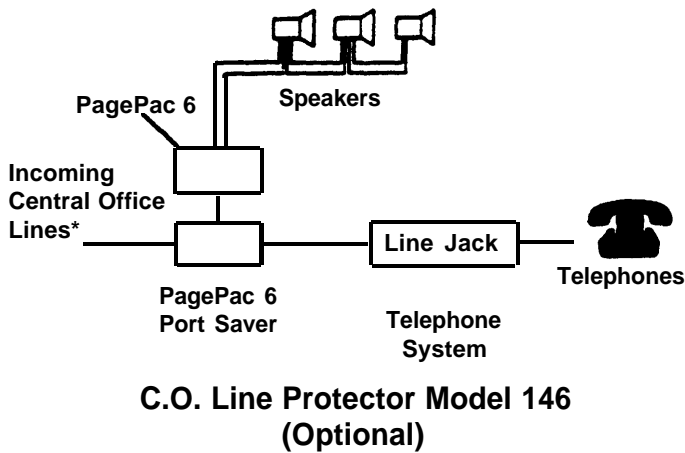 Speakers
PagePac 6
Incoming
Central Office
Lines*
Line Jack
Telephones
PagePac 6
Port Saver
Telephone
System
C.O. Line Protector Model 146
(Optional)